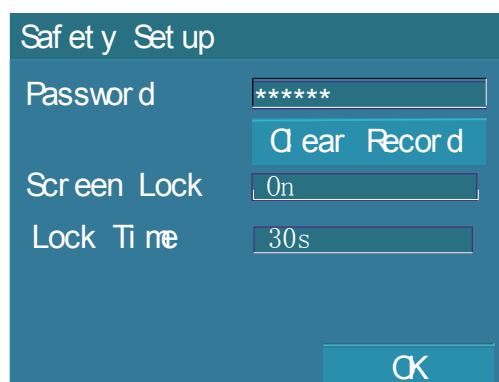 Safety Setup
Password ******
Clear Record
Screen Lock On
Lock Time 30s
OK